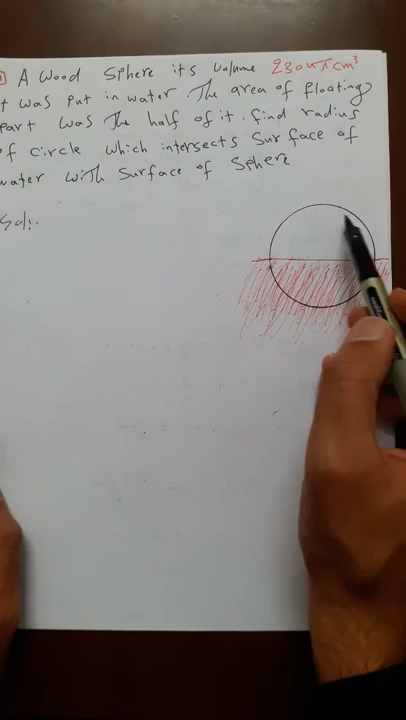 A wood Sphere its volume 2304π cm³
t was put in water. The area of floating
part was The half of it. find radius
of circle which intersects Surface of
water with Surface of Sphere
Sol:.